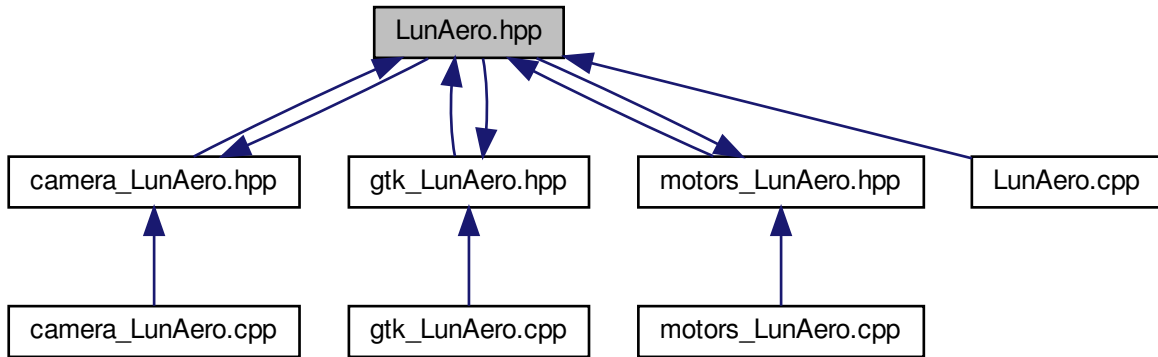 LunAero.hpp
camera_LunAero.hpp
gtk_LunAero.hpp
motors_LunAero.hpp
LunAero.cpp
camera_LunAero.cpp
gtk_LunAero.cpp
motors_LunAero.cpp